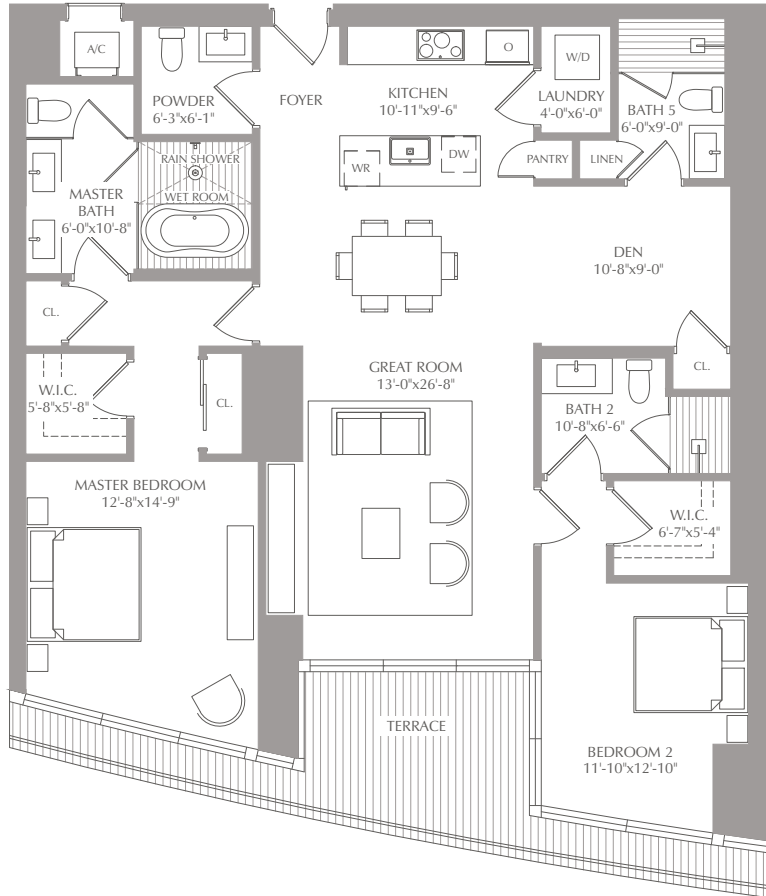 A/C
POWDER
6'-3"x6'-1"
FOYER
KITCHEN
10'-11"x9'-6"
O
W/D
LAUNDRY
4'-0"x6'-0"
BATH 5
6'-0"x9'-0"
RAIN SHOWER
WET ROOM
MASTER
BATH
6'-0"x10'-8"
WR
DW
PANTRY
LINEN
DEN
10'-8"x9'-0"
CL.
W.I.C.
5'-8"x5'-8"
CL.
GREAT ROOM
13'-0"x26'-8"
CL.
BATH 2
10'-8"x6'-6"
MASTER BEDROOM
12'-8"x14'-9"
W.I.C.
6'-7"x5'-4"
TERRACE
BEDROOM 2
11'-10"x12'-10"